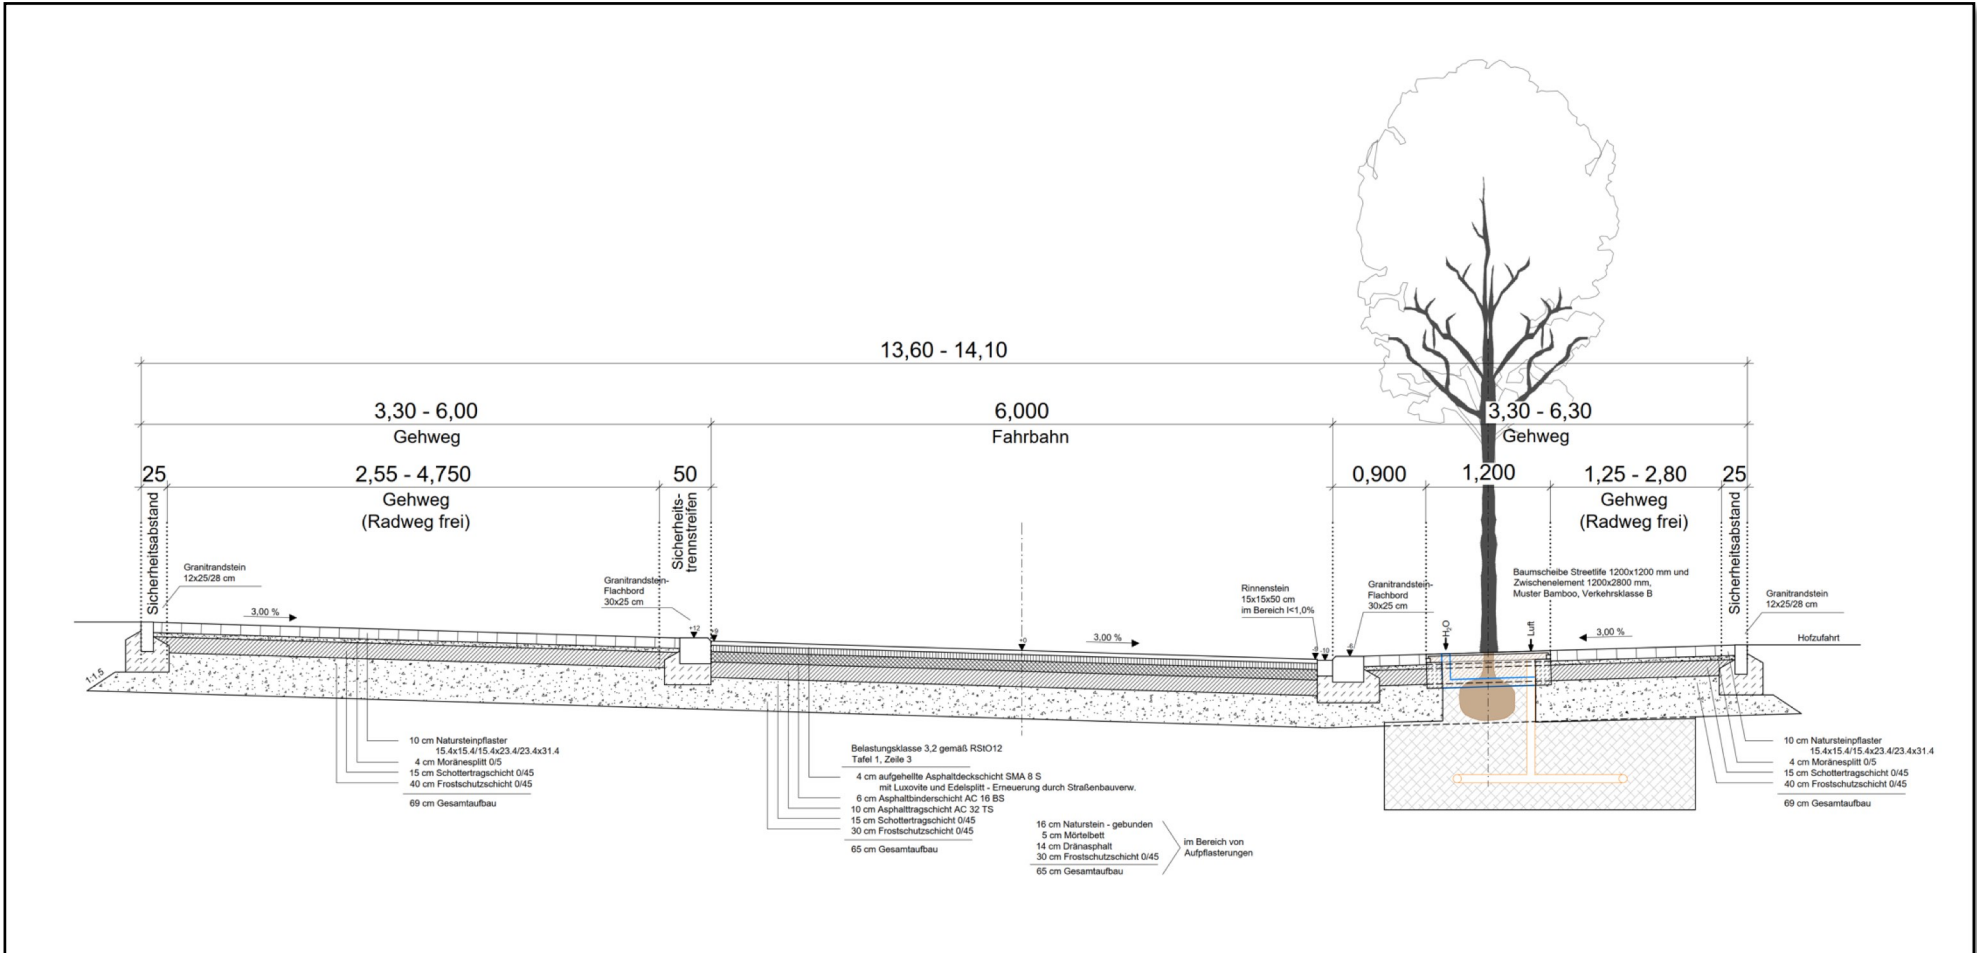 13,60 - 14,10
3,30 - 6,00
Gehweg
6,000
Fahrbahn
3,30 - 6,30
Gehweg
25
2,55 - 4,750
Gehweg
(Radweg frei)
50
0,900
1,200
1,25 - 2,80
Gehweg
(Radweg frei)
25
Sicherheitsabstand
Sicherheits-
trennstreifen
Sicherheitsabstand
Granitrandstein
12x25/28 cm
Granitrandstein-
Flachbord
30x25 cm
Rinnenstein
15x15x50 cm
im Bereich l<1,0%
Granitrandstein-
Flachbord
30x25 cm
Baumscheibe Streetlife 1200x1200 mm und
Zwischenelement 1200x2800 mm,
Muster Bamboo, Verkehrsklasse B
Granitrandstein
12x25/28 cm
3,00 %
+12
+9
3,00 %
-9
-10
-6
H₂O
Luft
3,00 %
Hofzufahrt
1:1,5
10 cm Natursteinpflaster
15.4x15.4/15.4x23.4/23.4x31.4
4 cm Moränesplitt 0/5
15 cm Schottertragschicht 0/45
40 cm Frostschutzschicht 0/45
69 cm Gesamtaufbau
Belastungsklasse 3,2 gemäß RStO12
Tafel 1, Zeile 3
4 cm aufgehellte Asphaltdeckschicht SMA 8 S
mit Luxovite und Edelsplitt - Erneuerung durch Straßenbauverw.
6 cm Asphaltbinderschicht AC 16 BS
10 cm Asphalttragschicht AC 32 TS
15 cm Schottertragschicht 0/45
30 cm Frostschutzschicht 0/45
65 cm Gesamtaufbau
16 cm Naturstein - gebunden
5 cm Mörtelbett
14 cm Dränasphalt
30 cm Frostschutzschicht 0/45
65 cm Gesamtaufbau
im Bereich von
Aufpflasterungen
10 cm Natursteinpflaster
15.4x15.4/15.4x23.4/23.4x31.4
4 cm Moränesplitt 0/5
15 cm Schottertragschicht 0/45
40 cm Frostschutzschicht 0/45
69 cm Gesamtaufbau